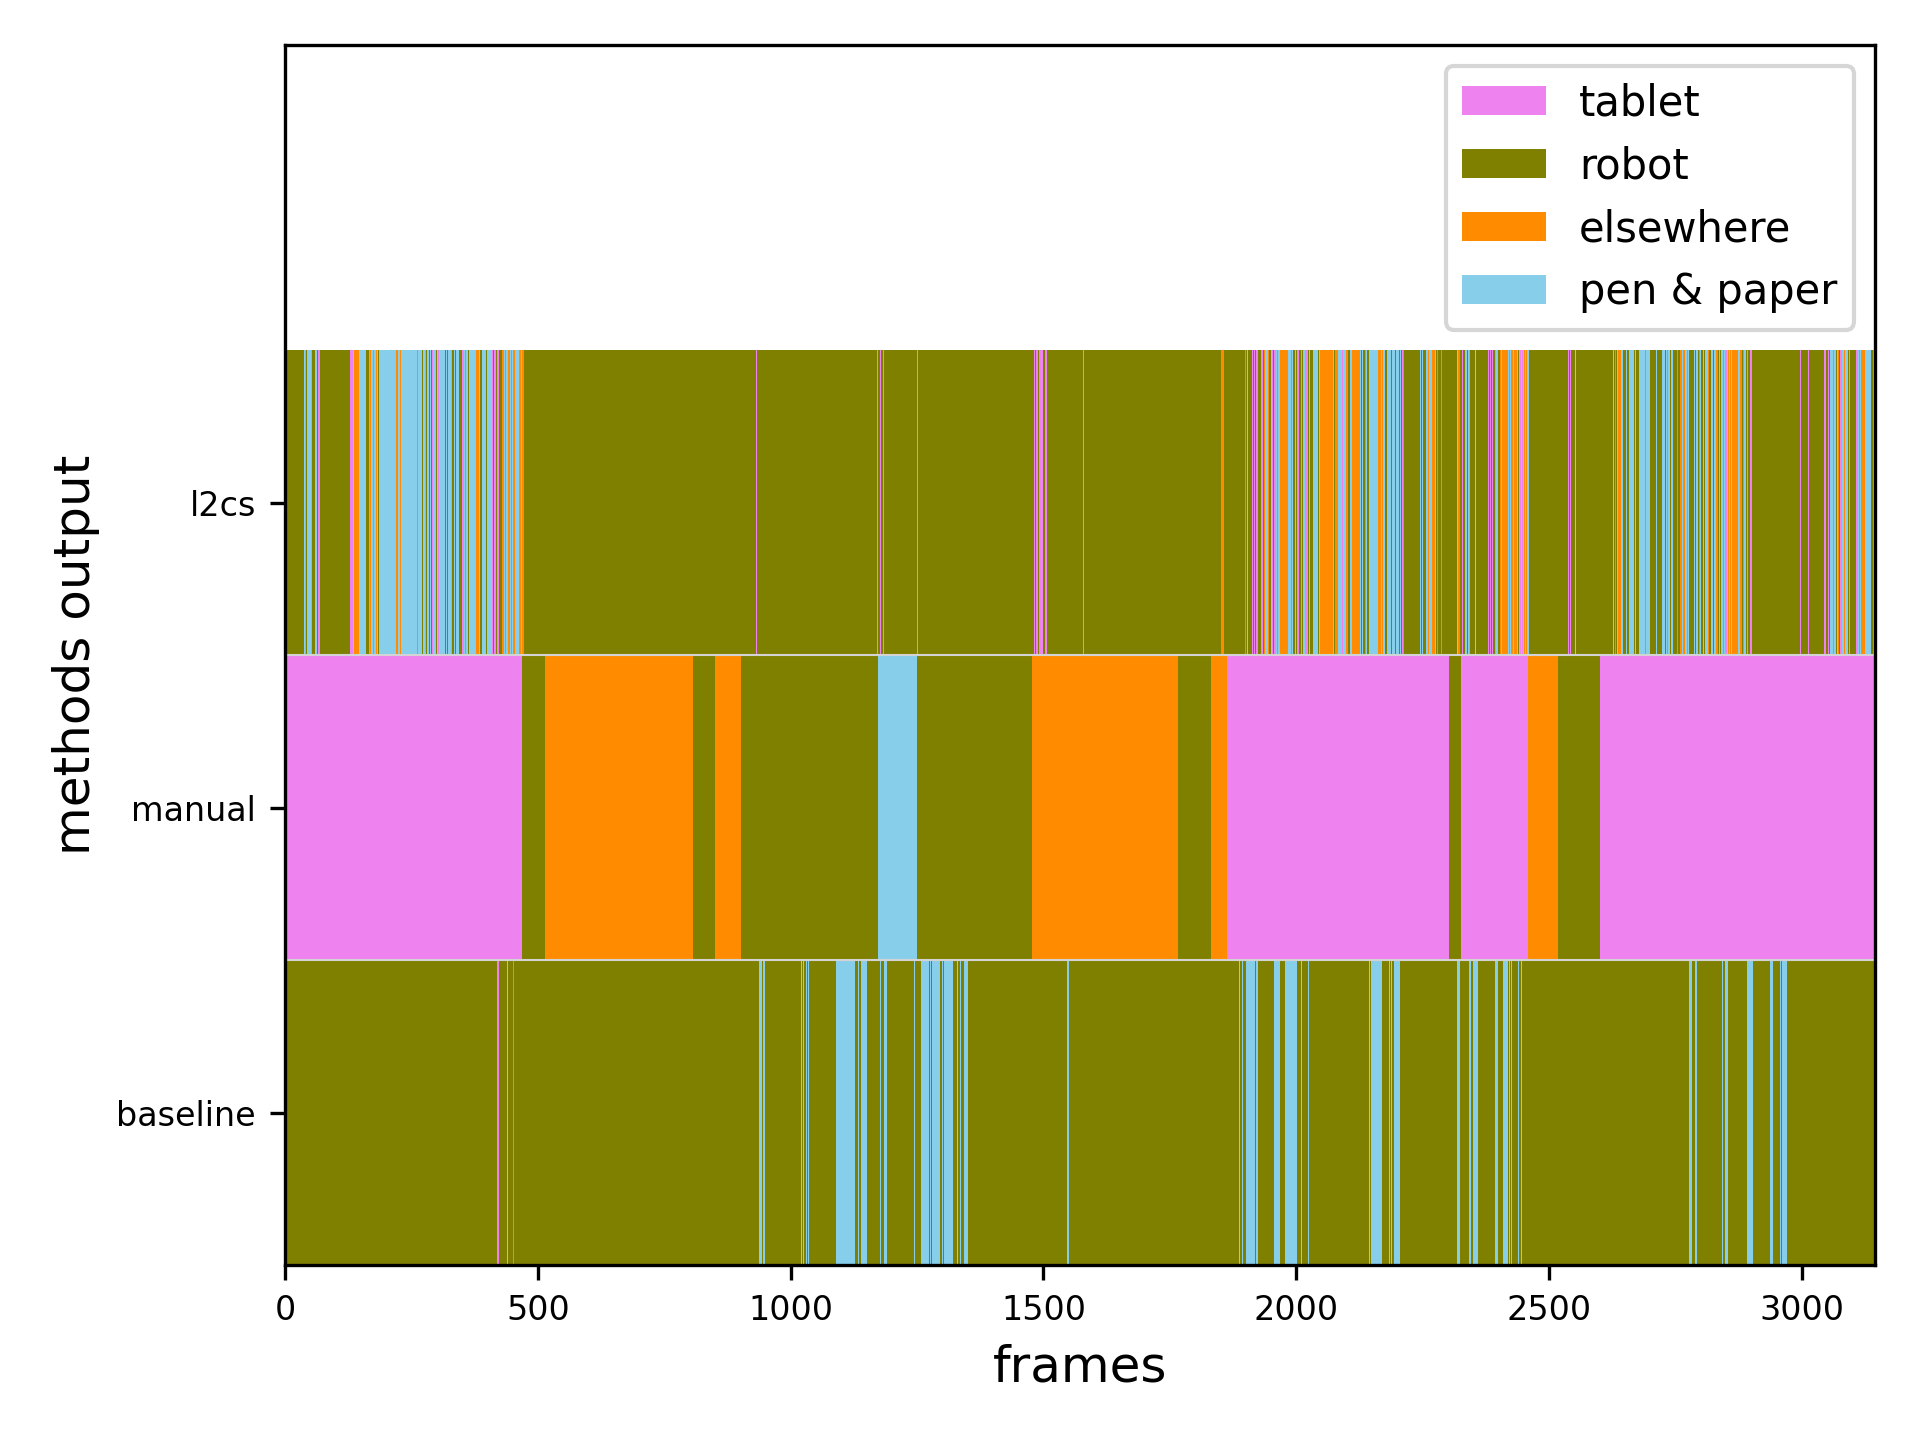 tablet
robot
elsewhere
pen & paper
methods output
l2cs
manual
baseline
0 500 1000 1500 2000 2500 3000
frames